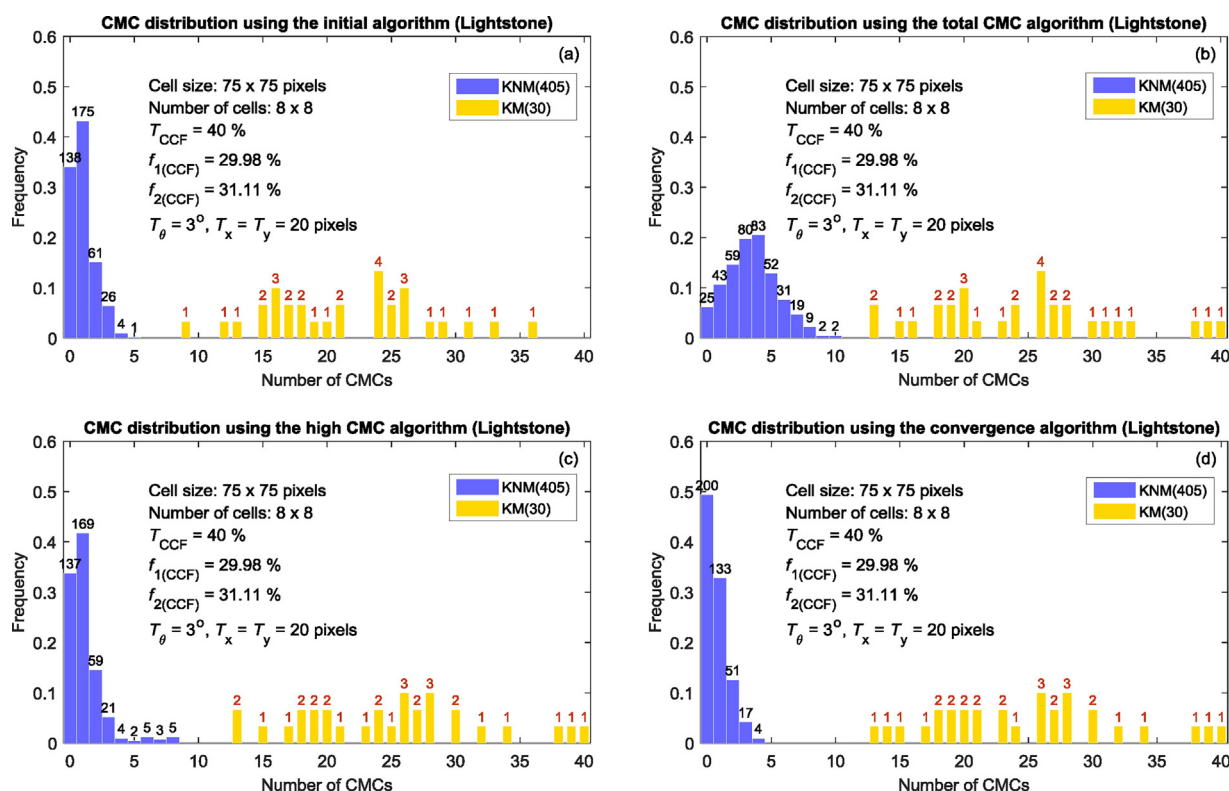 CMC distribution using the initial algorithm (Lightstone)
(a)
Cell size: 75 x 75 pixels
Number of cells: 8 x 8
T_CCF = 40 %
f_1(CCF) = 29.98 %
f_2(CCF) = 31.11 %
T_θ = 3°, T_x = T_y = 20 pixels
KNM(405)
KM(30)
Frequency
0.6
0.5
0.4
0.3
0.2
0.1
0
138 175 61 26 4 1
1 1 1 2 3 2 2 1 1 2 4 2 3 1 1 1 1 1
0 5 10 15 20 25 30 35 40
Number of CMCs
CMC distribution using the total CMC algorithm (Lightstone)
(b)
Cell size: 75 x 75 pixels
Number of cells: 8 x 8
T_CCF = 40 %
f_1(CCF) = 29.98 %
f_2(CCF) = 31.11 %
T_θ = 3°, T_x = T_y = 20 pixels
KNM(405)
KM(30)
Frequency
0.6
0.5
0.4
0.3
0.2
0.1
0
25 43 59 80 83 52 31 19 9 2 2
2 1 1 2 2 3 1 1 2 4 2 2 1 1 1 1 1 1 1
0 5 10 15 20 25 30 35 40
Number of CMCs
CMC distribution using the high CMC algorithm (Lightstone)
(c)
Cell size: 75 x 75 pixels
Number of cells: 8 x 8
T_CCF = 40 %
f_1(CCF) = 29.98 %
f_2(CCF) = 31.11 %
T_θ = 3°, T_x = T_y = 20 pixels
KNM(405)
KM(30)
Frequency
0.6
0.5
0.4
0.3
0.2
0.1
0
137 169 59 21 4 2 5 3 5
2 1 1 2 2 2 1 1 2 1 3 2 3 2 1 1 1 1 1
0 5 10 15 20 25 30 35 40
Number of CMCs
CMC distribution using the convergence algorithm (Lightstone)
(d)
Cell size: 75 x 75 pixels
Number of cells: 8 x 8
T_CCF = 40 %
f_1(CCF) = 29.98 %
f_2(CCF) = 31.11 %
T_θ = 3°, T_x = T_y = 20 pixels
KNM(405)
KM(30)
Frequency
0.6
0.5
0.4
0.3
0.2
0.1
0
200 133 51 17 4
1 1 1 1 2 2 2 2 2 1 3 2 3 2 1 1 1 1 1
0 5 10 15 20 25 30 35 40
Number of CMCs